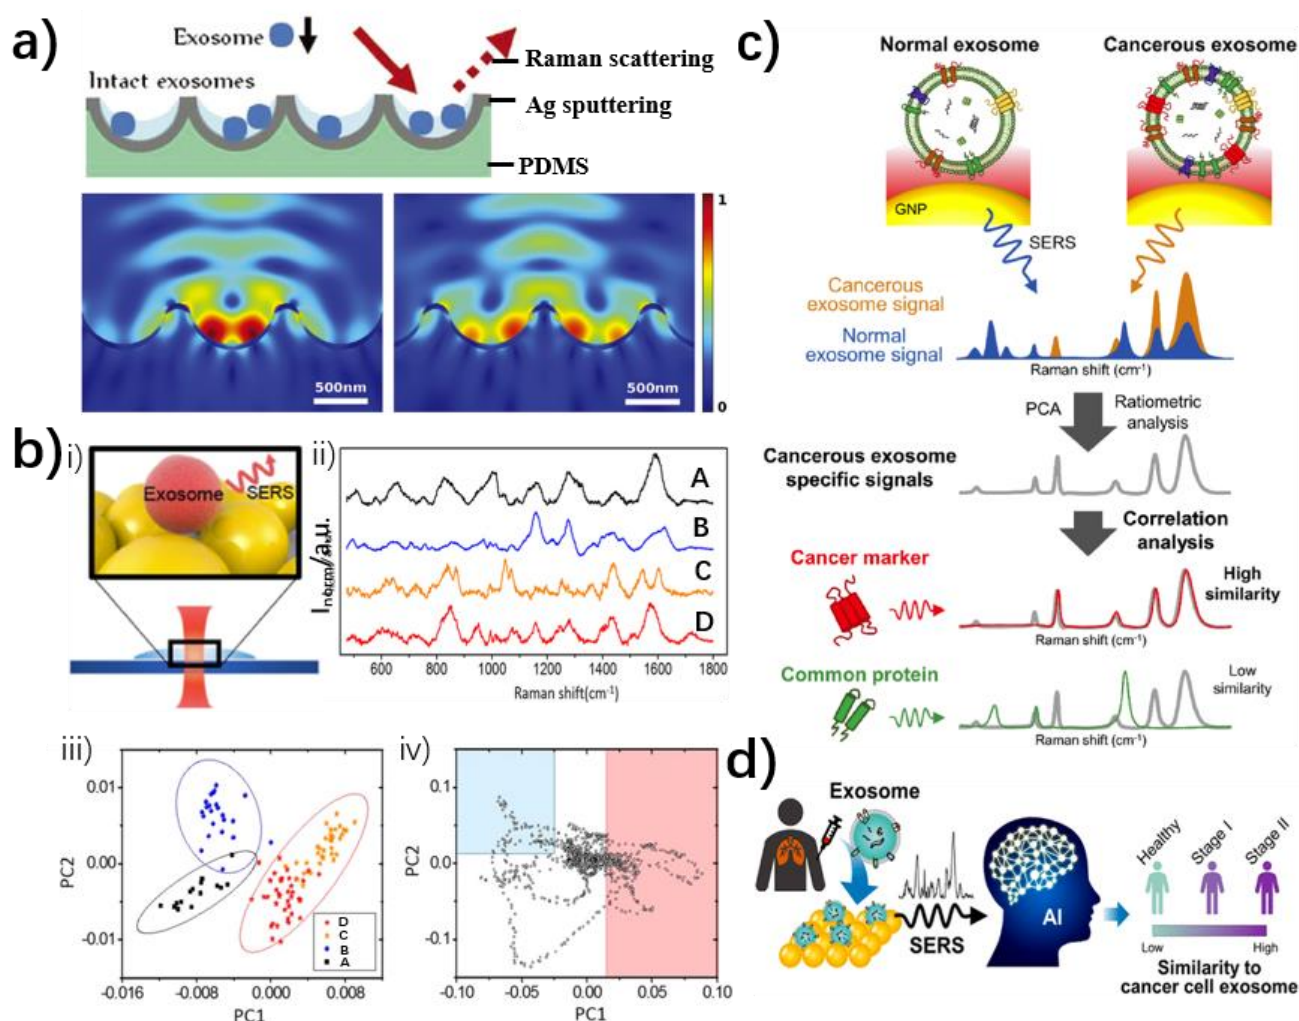 a)
Exosome
Intact exosomes
Raman scattering
Ag sputtering
PDMS
500nm
500nm
1
0
b)
i)
Exosome
SERS
ii)
A
B
C
D
600
800
1000
1200
1400
1600
1800
Raman shift(cm-1)
iii)
0.01
0.00
-0.01
PC2
-0.016
-0.008
0.000
0.008
PC1
D
C
B
A
iv)
0.1
0.0
-0.1
PC2
-0.10
-0.05
0.00
0.05
0.10
PC1
c)
Normal exosome
Cancerous exosome
GNP
SERS
Cancerous
exosome signal
Normal
exosome signal
Raman shift (cm-1)
PCA
Ratiometric
analysis
Cancerous exosome
specific signals
Correlation
analysis
Cancer marker
High
similarity
Raman shift (cm-1)
Common protein
Low
similarity
Raman shift (cm-1)
d)
Exosome
SERS
AI
Healthy
Stage I
Stage II
Low
High
Similarity to
cancer cell exosome